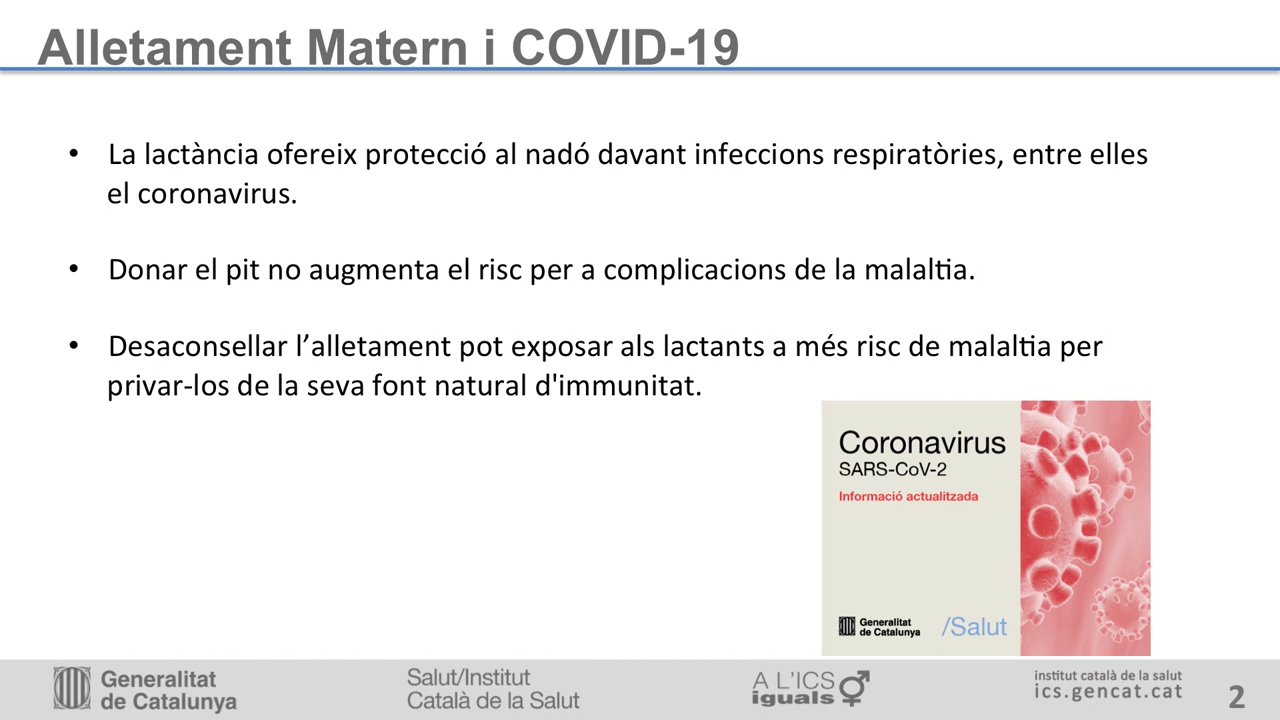 Alletament Matern i COVID-19
• La lactància ofereix protecció al nadó davant infeccions respiratòries, entre elles
el coronavirus.
• Donar el pit no augmenta el risc per a complicacions de la malaltia.
• Desaconsellar l’alletament pot exposar als lactants a més risc de malaltia per
privar-los de la seva font natural d'immunitat.
Coronavirus
SARS-CoV-2
Informació actualitzada
Generalitat
de Catalunya
/Salut
Generalitat
de Catalunya
Salut/Institut
Català de la Salut
A L'ICS
iguals
institut català de la salut
ics.gencat.cat
2